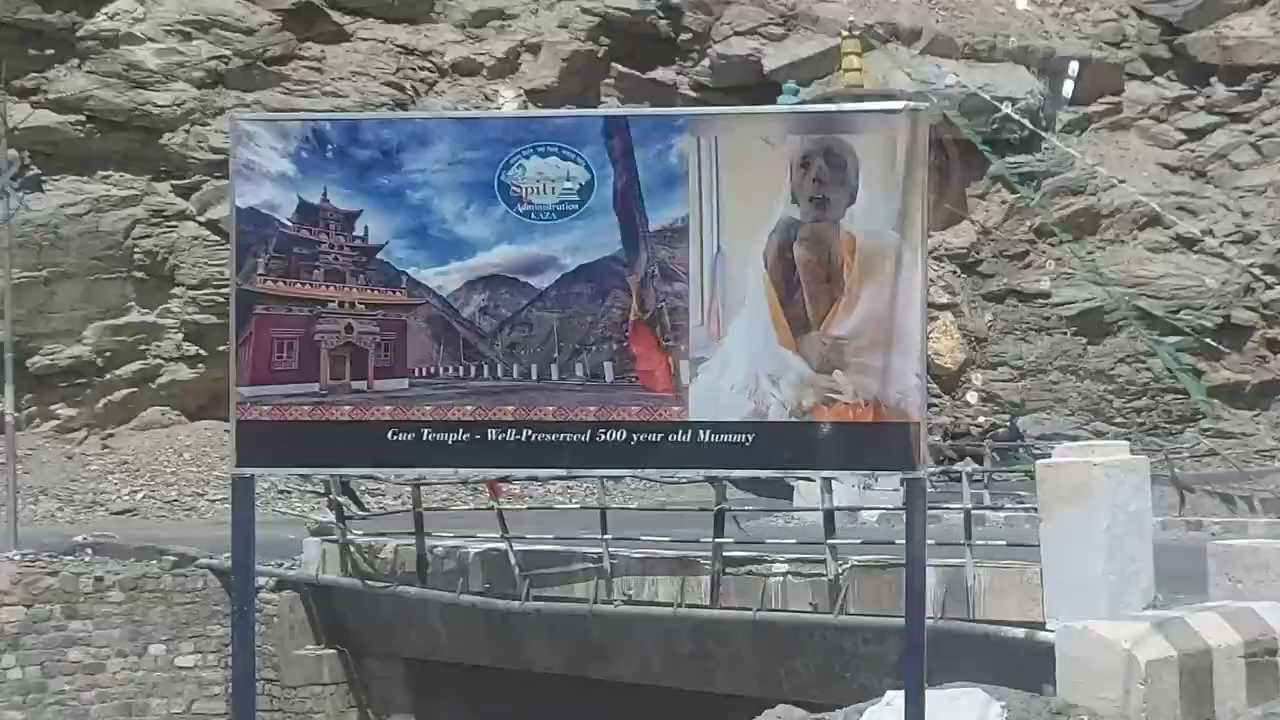 Spiti
Administration
KAZA
Gue Temple - Well-Preserved 500 year old Mummy